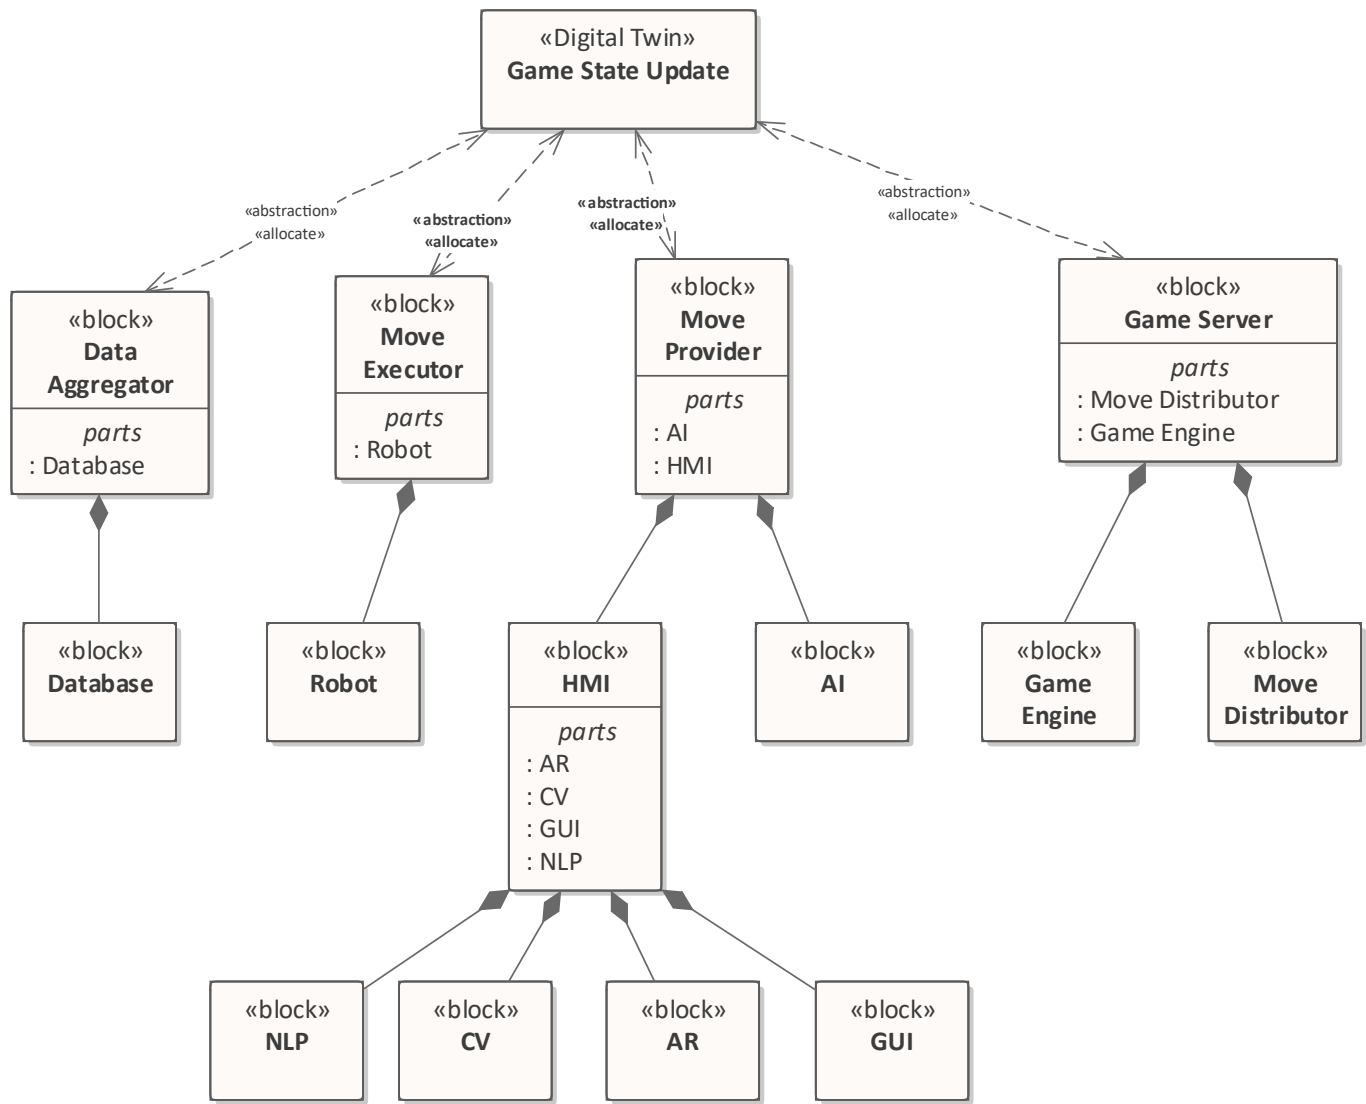 «Digital Twin»
Game State Update
«abstraction»
«allocate»
«abstraction»
«allocate»
«abstraction»
«allocate»
«abstraction»
«allocate»
«block»
Data
Aggregator
parts
: Database
«block»
Move
Executor
parts
: Robot
«block»
Move
Provider
parts
: AI
: HMI
«block»
Game Server
parts
: Move Distributor
: Game Engine
«block»
Database
«block»
Robot
«block»
HMI
parts
: AR
: CV
: GUI
: NLP
«block»
AI
«block»
Game
Engine
«block»
Move
Distributor
«block»
NLP
«block»
CV
«block»
AR
«block»
GUI